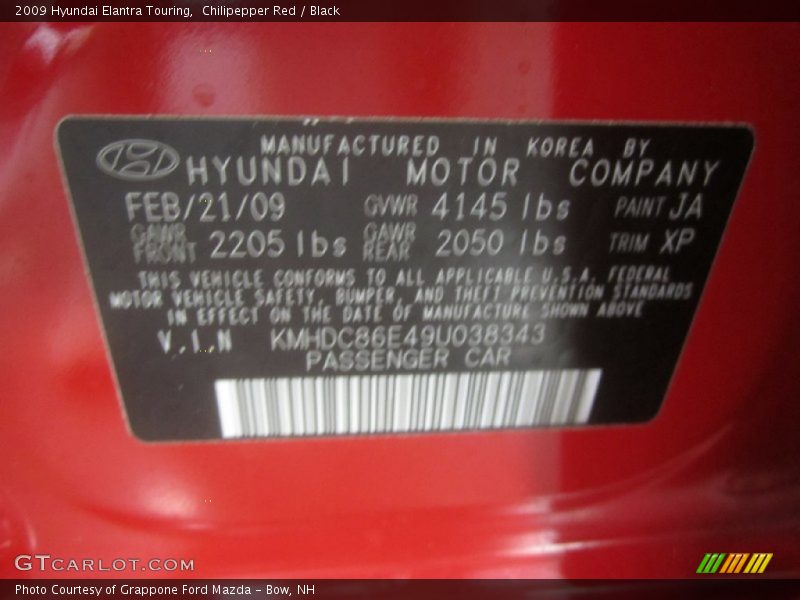 2009 Hyundai Elantra Touring,  Chilipepper Red / Black
MANUFACTURED IN KOREA BY
HYUNDAI MOTOR COMPANY
FEB/21/09 GVWR 4145 lbs PAINT JA
GAWR FRONT 2205 lbs GAWR REAR 2050 lbs TRIM XP
THIS VEHICLE CONFORMS TO ALL APPLICABLE U.S.A. FEDERAL
MOTOR VEHICLE SAFETY, BUMPER, AND THEFT PREVENTION STANDARDS
IN EFFECT ON THE DATE OF MANUFACTURE SHOWN ABOVE
V.I.N KMHDC86E49U038343
PASSENGER CAR
GTCARLOT.COM
Photo Courtesy of Grappone Ford Mazda - Bow, NH